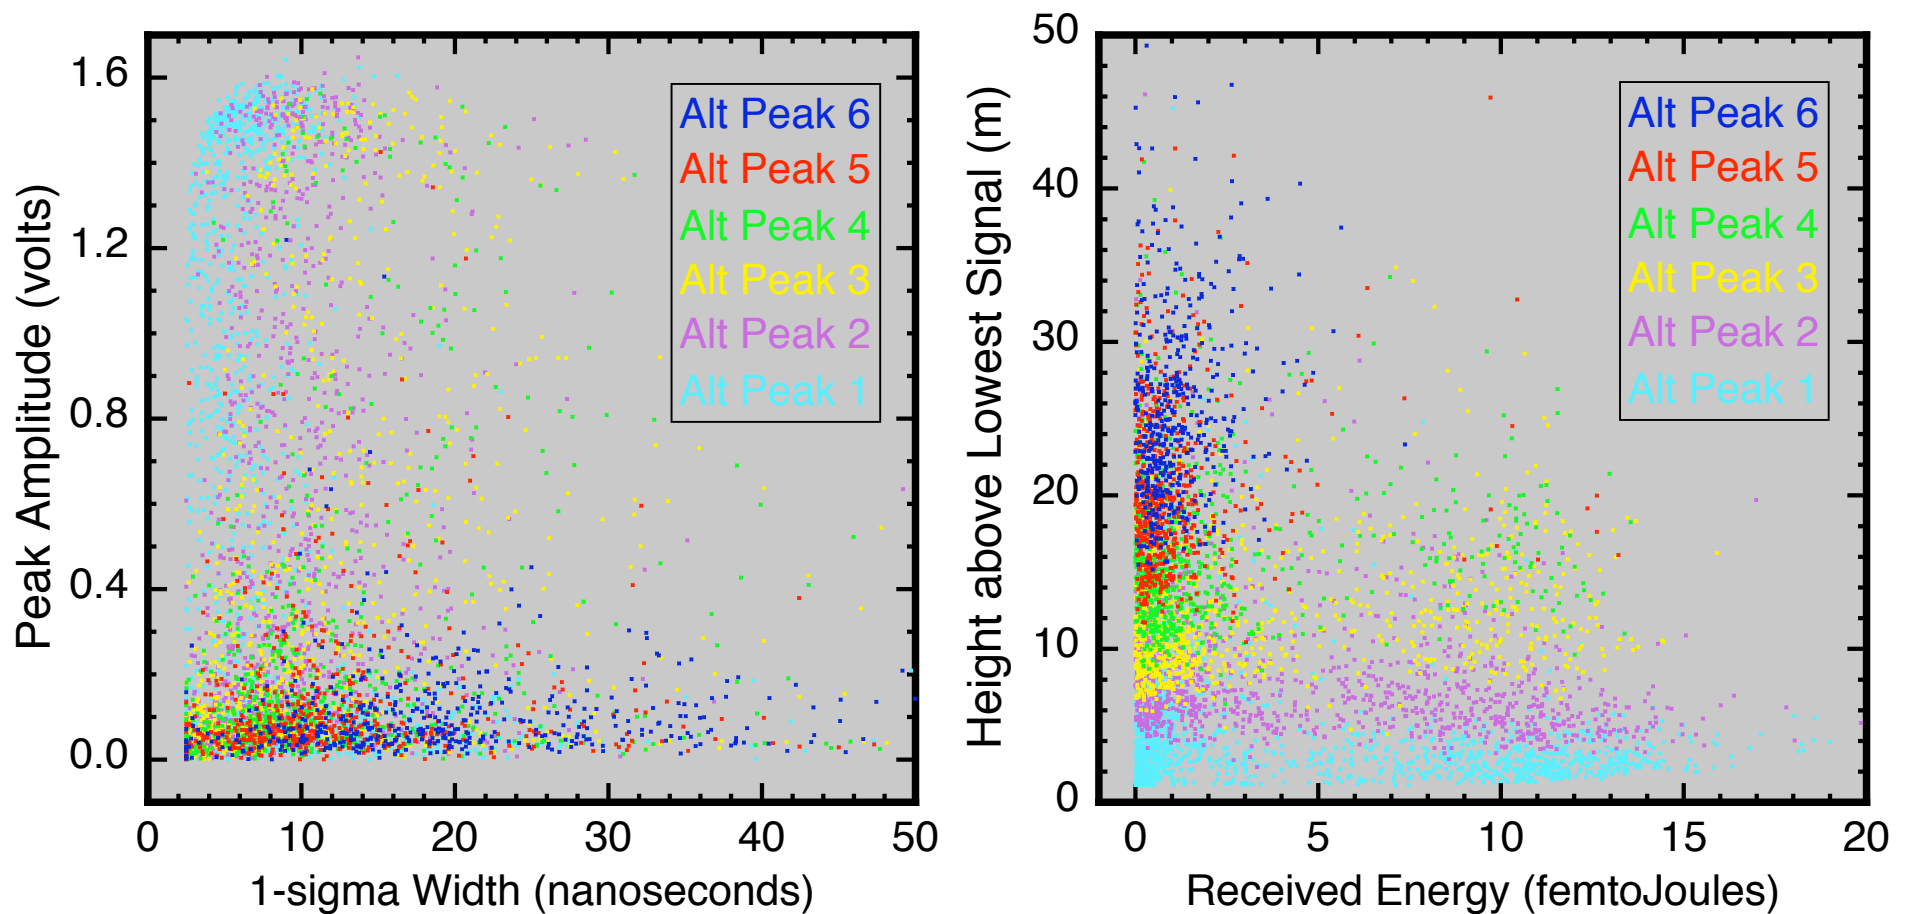 Peak Amplitude (volts)
1.6
1.2
0.8
0.4
0.0
Alt Peak 6
Alt Peak 5
Alt Peak 4
Alt Peak 3
Alt Peak 2
Alt Peak 1
0 10 20 30 40 50
1-sigma Width (nanoseconds)
Height above Lowest Signal (m)
50
40
30
20
10
0
Alt Peak 6
Alt Peak 5
Alt Peak 4
Alt Peak 3
Alt Peak 2
Alt Peak 1
0 5 10 15 20
Received Energy (femtoJoules)